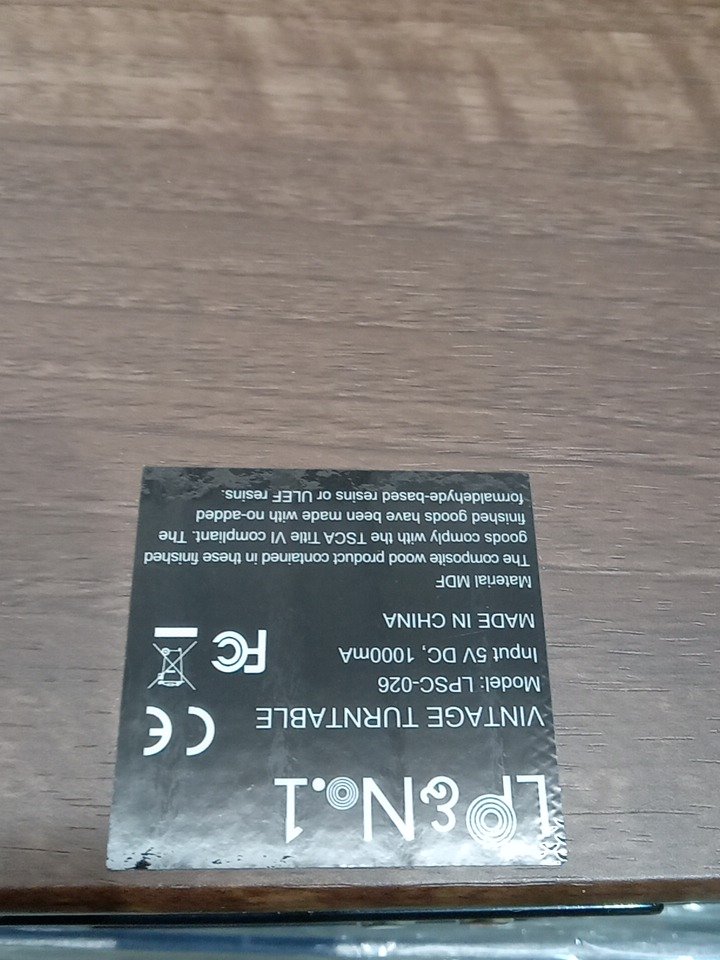 LP&No.1
VINTAGE TURNTABLE
Model: LPSC-026
Input 5V DC, 1000mA
MADE IN CHINA
CE
FC
Material MDF
The composite wood product contained in these finished
goods comply with the TSCA Title VI compliant. The
finished goods have been made with no-added
formaldehyde-based resins or ULEF resins.